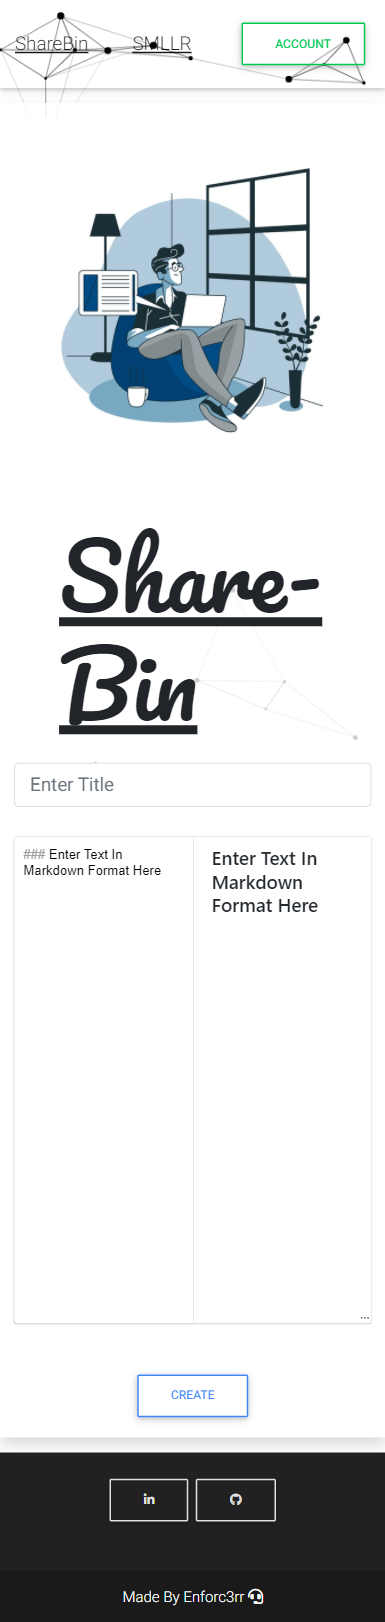 ShareBin
SMLLR
ACCOUNT
Share-
Bin
Enter Title
### Enter Text In
Markdown Format Here
Enter Text In
Markdown
Format Here
...
CREATE
in
Made By Enforc3rr